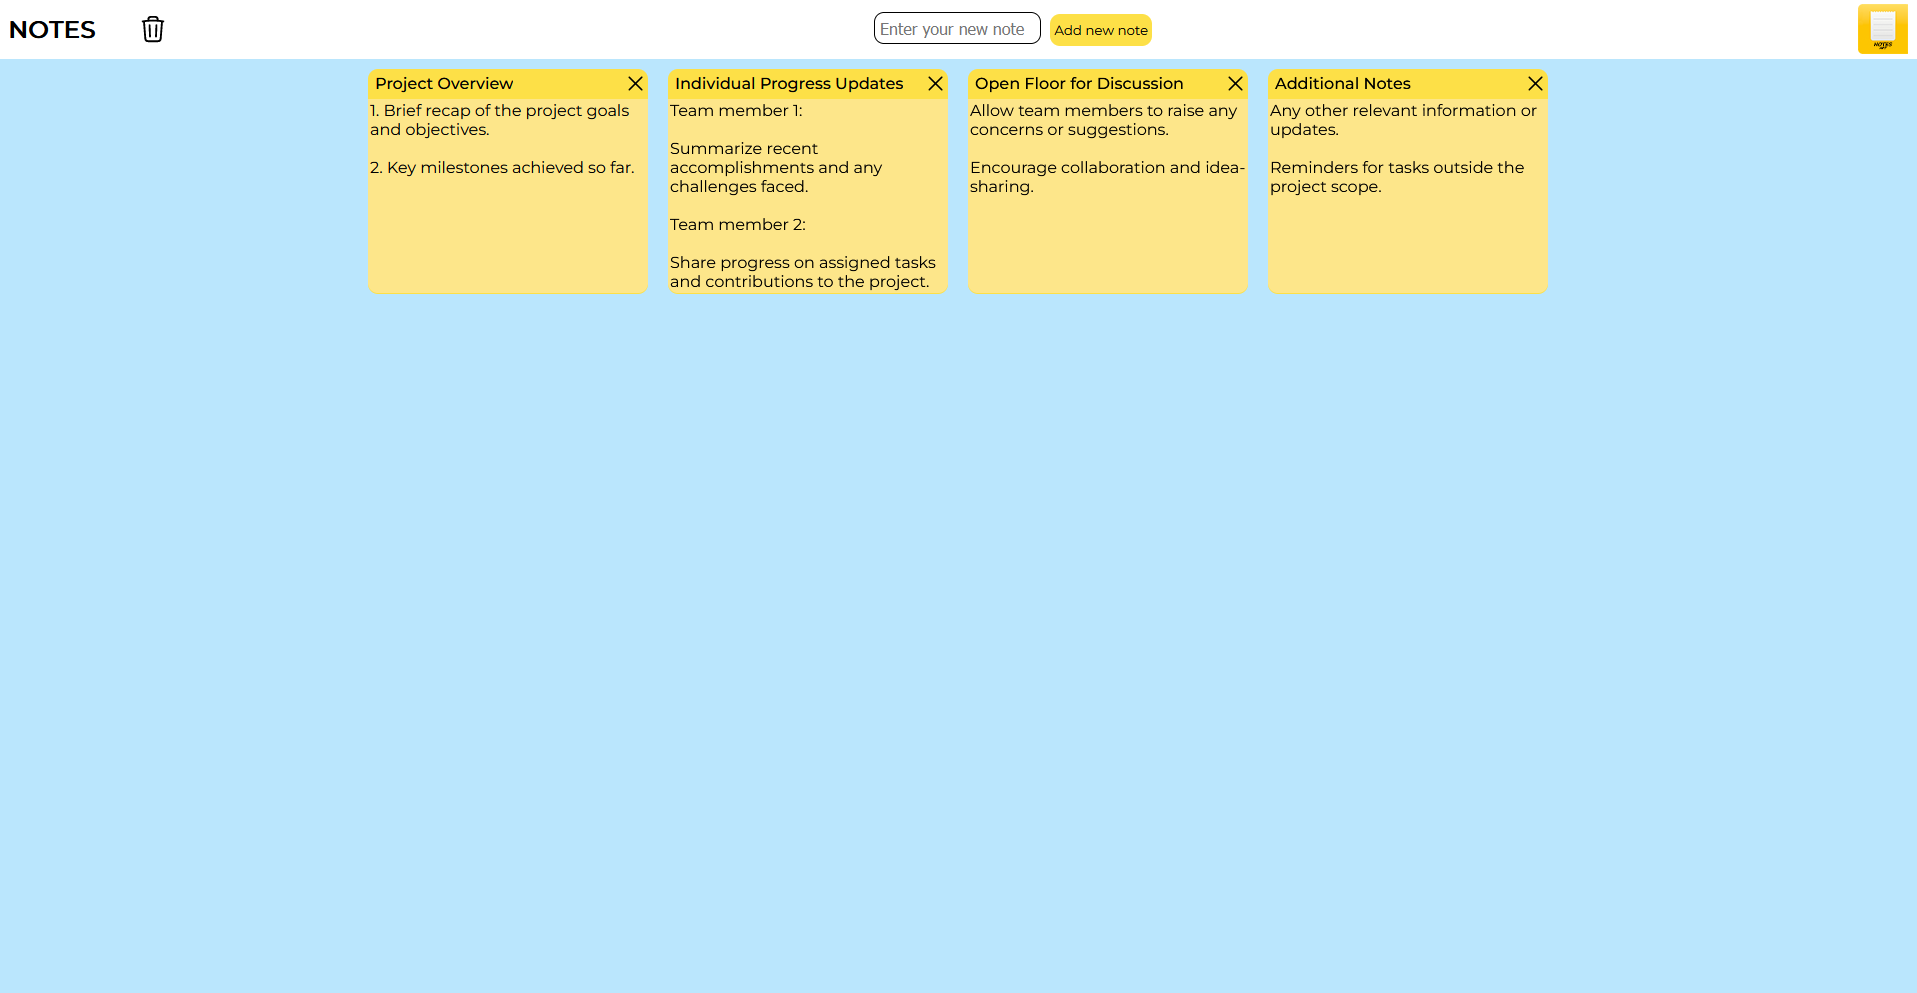 NOTES
Enter your new note
Add new note
NOTES
Project Overview
1. Brief recap of the project goals
and objectives.
2. Key milestones achieved so far.
Individual Progress Updates
Team member 1:
Summarize recent
accomplishments and any
challenges faced.
Team member 2:
Share progress on assigned tasks
and contributions to the project.
Open Floor for Discussion
Allow team members to raise any
concerns or suggestions.
Encourage collaboration and idea-
sharing.
Additional Notes
Any other relevant information or
updates.
Reminders for tasks outside the
project scope.